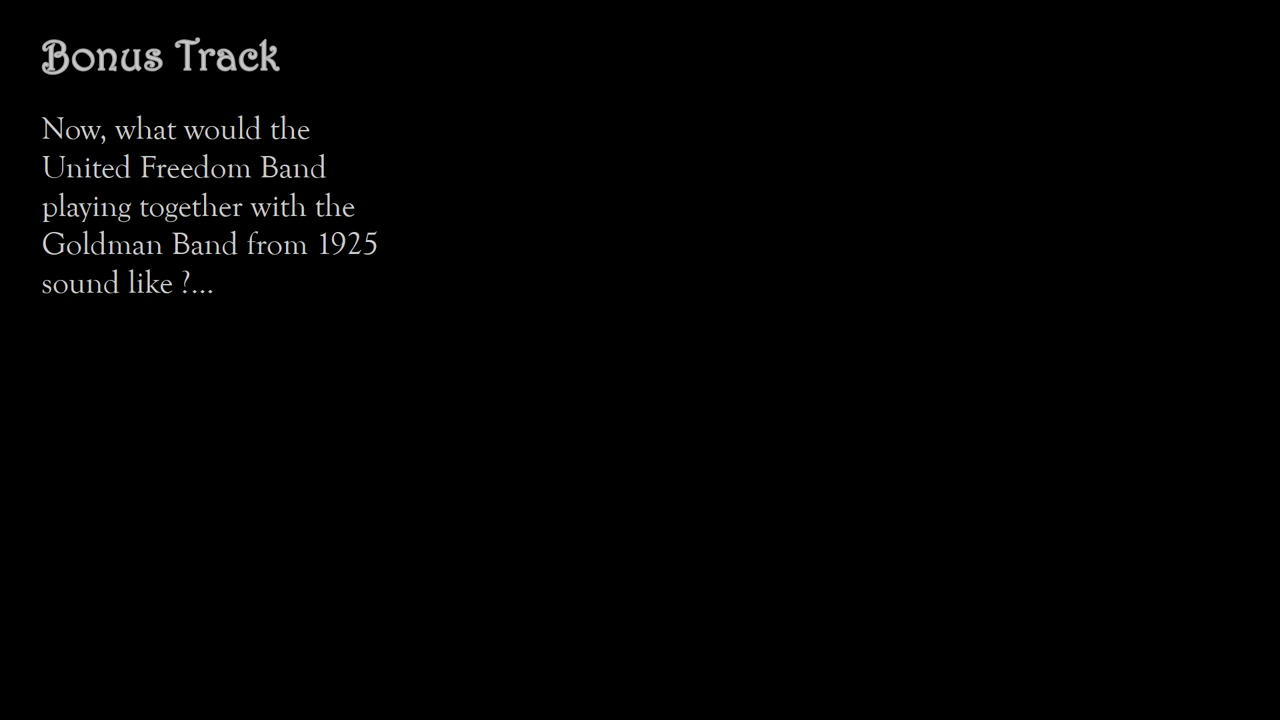 Bonus Track
Now, what would the
United Freedom Band
playing together with the
Goldman Band from 1925
sound like ?...